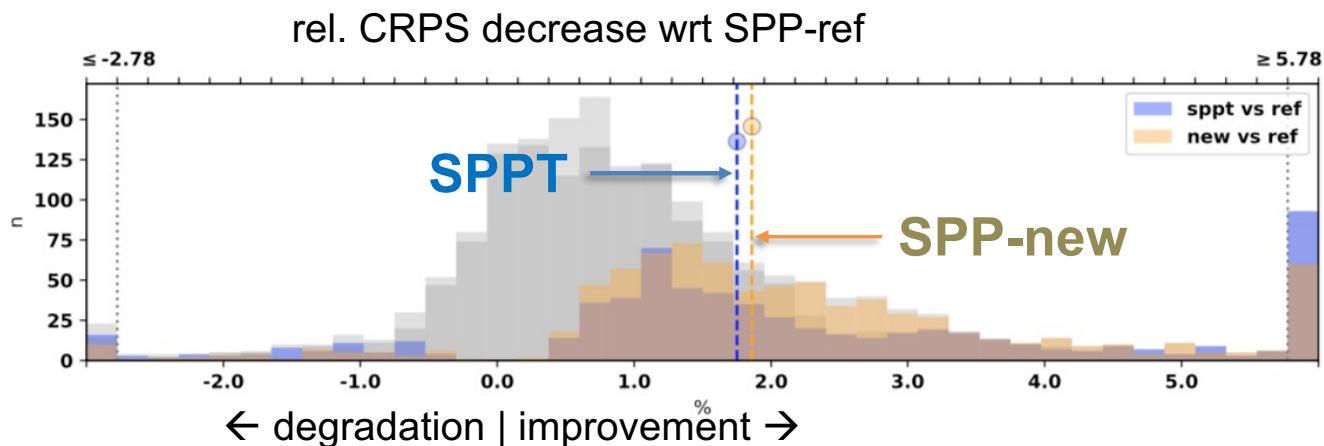 rel. CRPS decrease wrt SPP-ref
≤ -2.78
≥ 5.78
150
125
100
75
50
25
0
n
sppt vs ref
new vs ref
SPPT
SPP-new
-2.0 -1.0 0.0 1.0 2.0 3.0 4.0 5.0
%
← degradation | improvement →